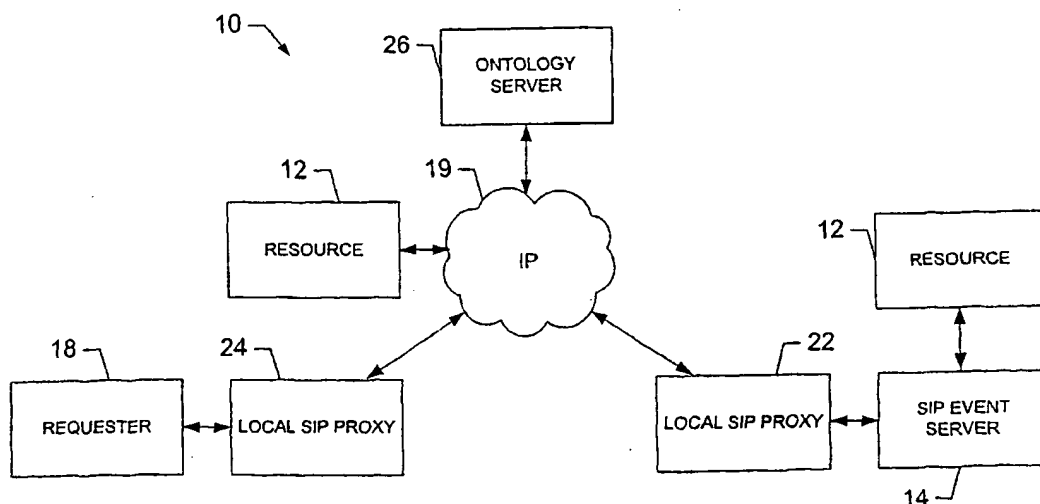 10
26
ONTOLOGY
SERVER
12
19
RESOURCE
IP
12
RESOURCE
18
24
22
REQUESTER
LOCAL SIP PROXY
LOCAL SIP PROXY
SIP EVENT
SERVER
14